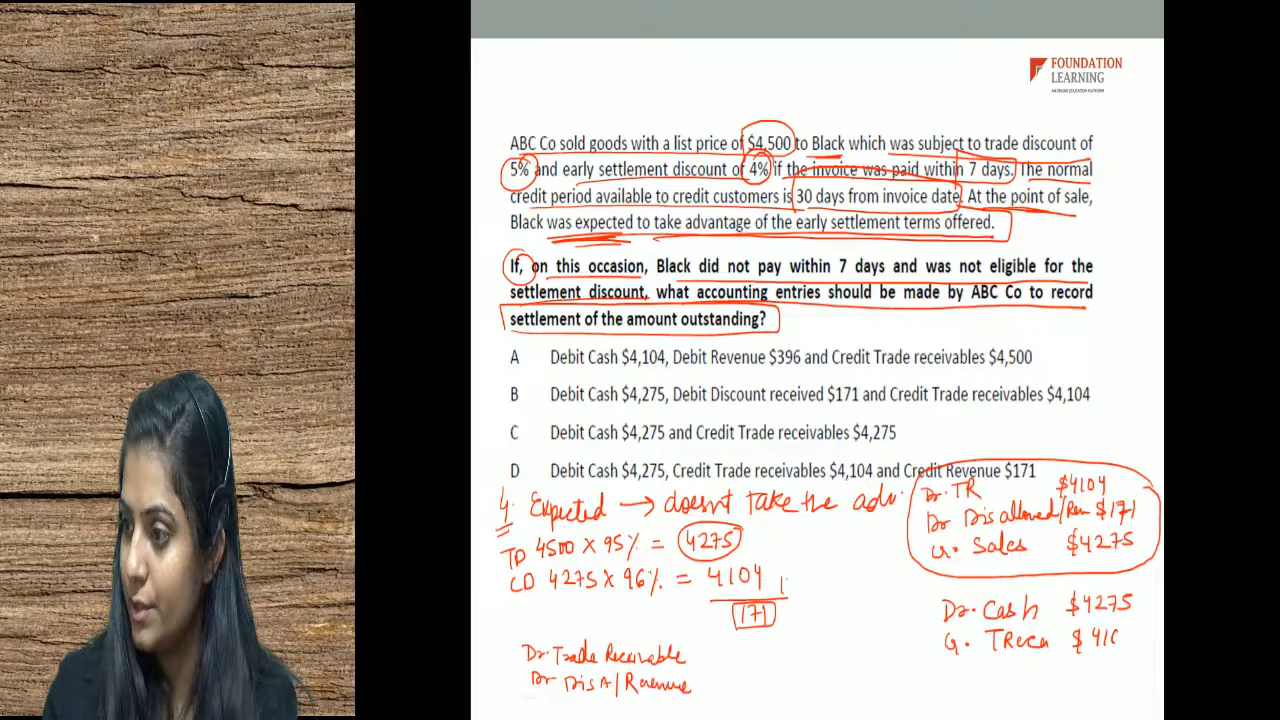 FOUNDATION
LEARNING
AN ONLINE EDUCATION PLATFORM
ABC Co sold goods with a list price of $4,500 to Black which was subject to trade discount of
5% and early settlement discount of 4% if the invoice was paid within 7 days. The normal
credit period available to credit customers is 30 days from invoice date. At the point of sale,
Black was expected to take advantage of the early settlement terms offered.
If, on this occasion, Black did not pay within 7 days and was not eligible for the
settlement discount, what accounting entries should be made by ABC Co to record
settlement of the amount outstanding?
A Debit Cash $4,104, Debit Revenue $396 and Credit Trade receivables $4,500
B Debit Cash $4,275, Debit Discount received $171 and Credit Trade receivables $4,104
C Debit Cash $4,275 and Credit Trade receivables $4,275
D Debit Cash $4,275, Credit Trade receivables $4,104 and Credit Revenue $171
4. Expected → doesn't take the adv.
TD 4500 X 95% = 4275
CD 4275 X 96% = 4104
171
Dr. Trade Receivable
Dr Dis A/Revenue
Dr. TR $4104
Dr Dis allowed/Rev $171
Cr. Sales $4275
Dr. Cash $4275
Cr. TRece $410